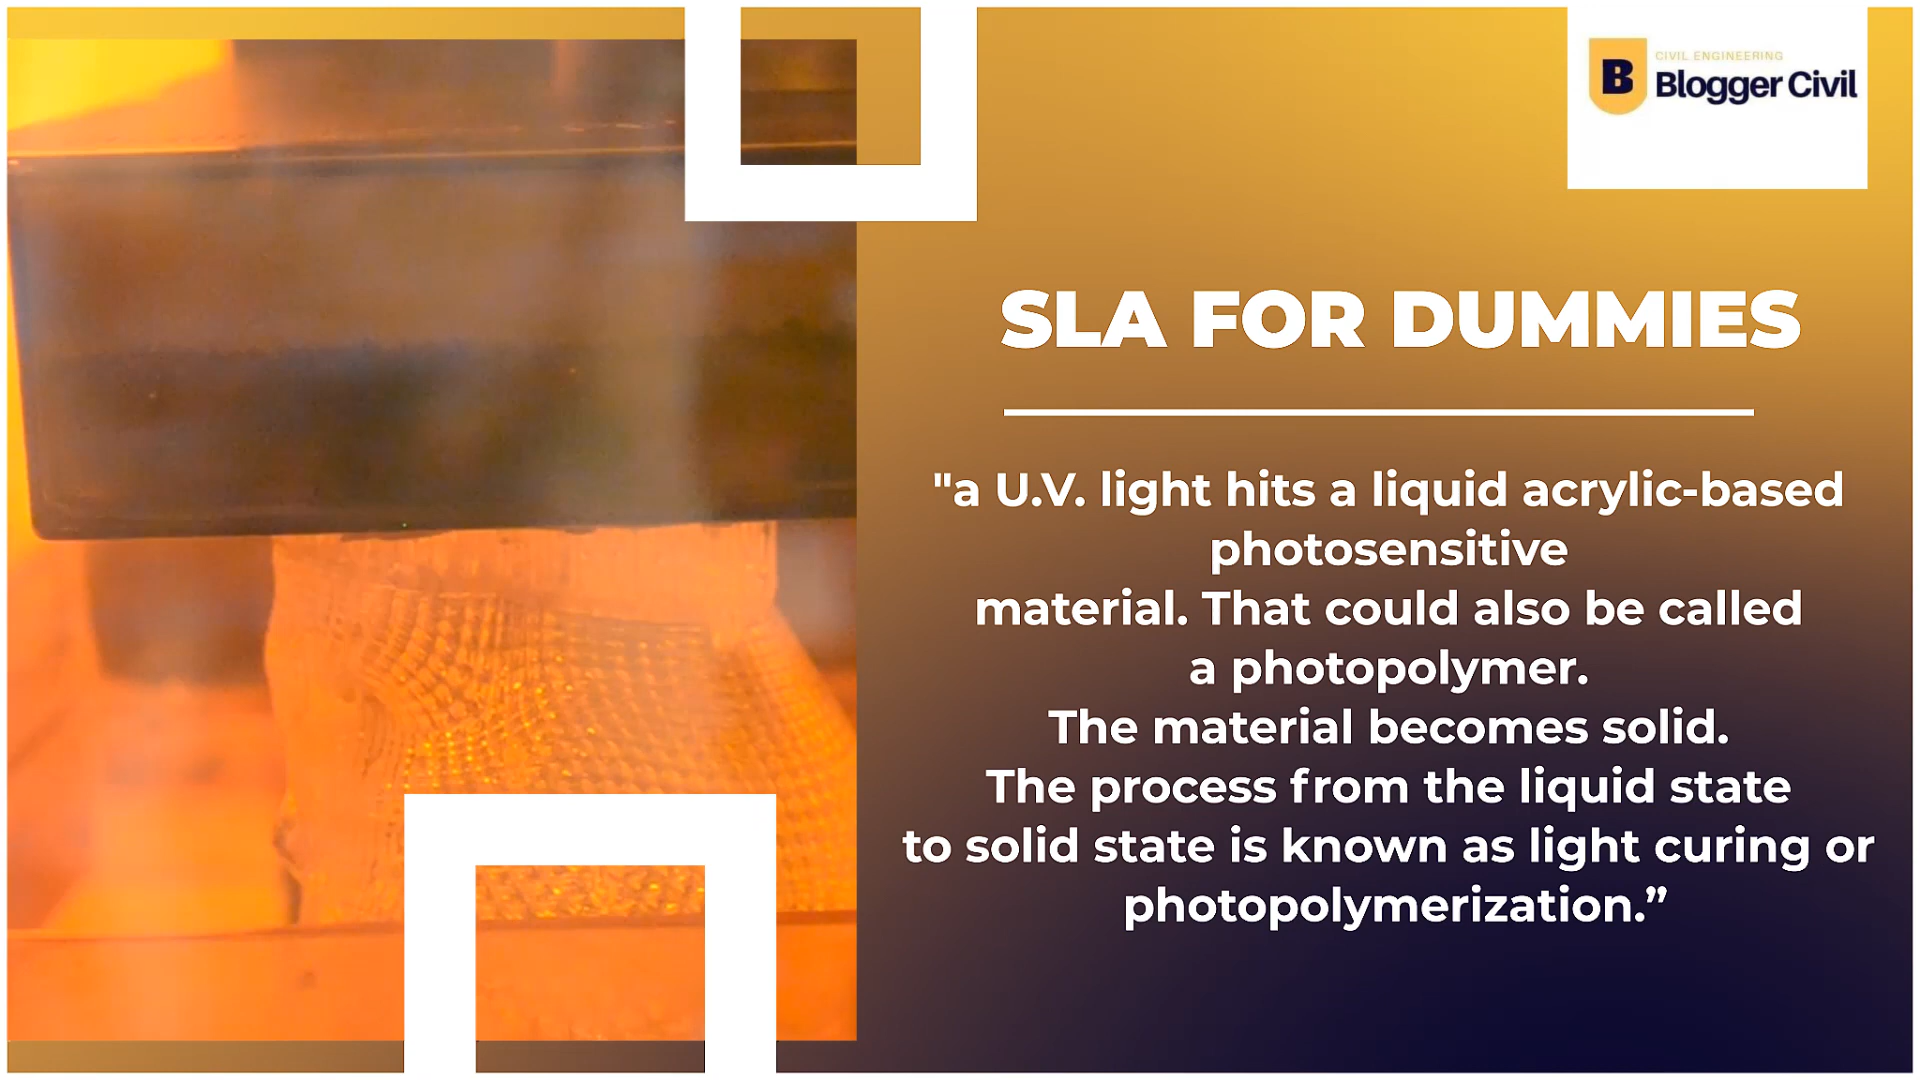 CIVIL ENGINEERING
B
Blogger Civil
SLA FOR DUMMIES
"a U.V. light hits a liquid acrylic-based
photosensitive
material. That could also be called
a photopolymer.
The material becomes solid.
The process from the liquid state
to solid state is known as light curing or
photopolymerization.”